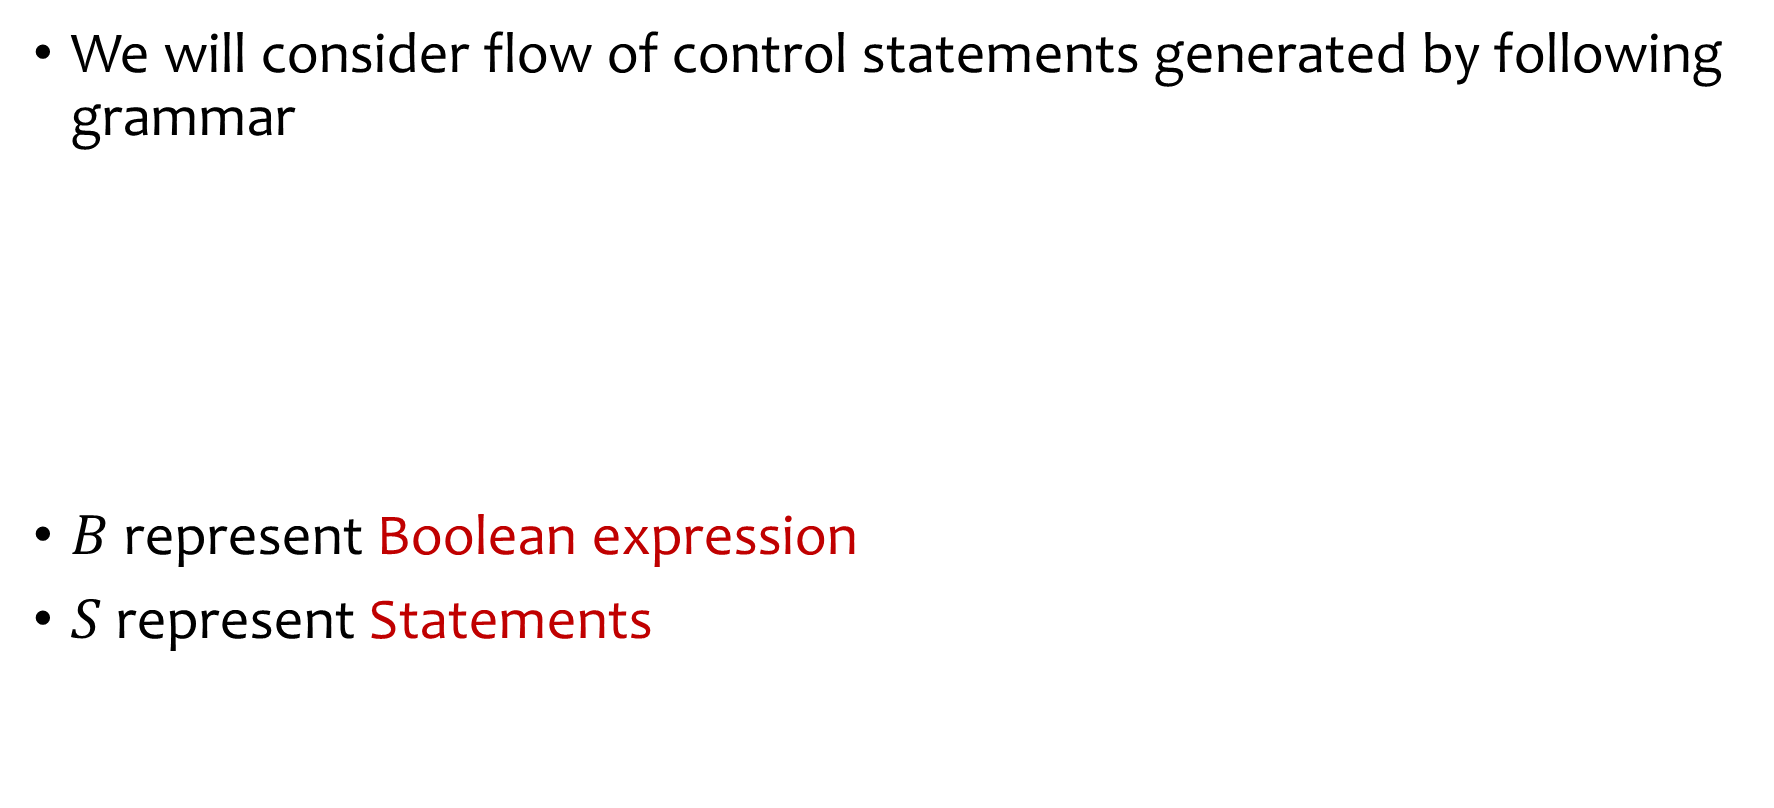 • We will consider flow of control statements generated by following
grammar
• B represent Boolean expression
• S represent Statements